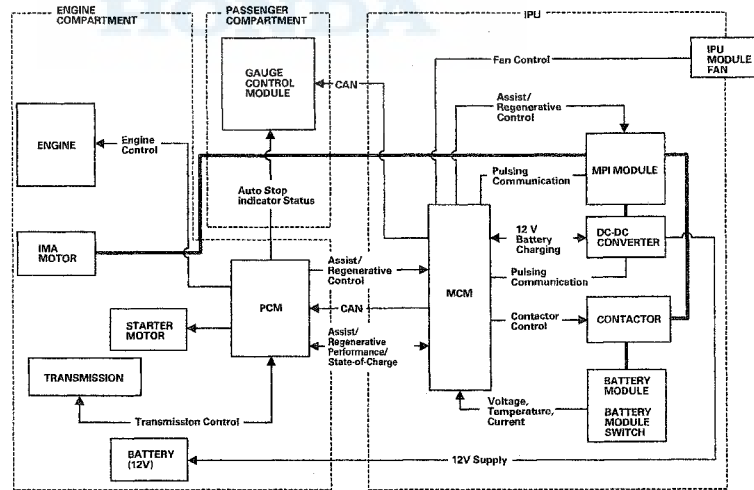 HONDA
ENGINE
COMPARTMENT
PASSENGER
COMPARTMENT
IPU
GAUGE
CONTROL
MODULE
CAN
Fan Control
IPU
MODULE
FAN
Assist/
Regenerative
Control
ENGINE
Engine
Control
MPI MODULE
Pulsing
Communication
Auto Stop
indicator Status
IMA
MOTOR
12 V
Battery
Charging
DC-DC
CONVERTER
PCM
Assist/
Regenerative
Control
MCM
Pulsing
Communication
CAN
Contactor
Control
CONTACTOR
STARTER
MOTOR
Assist/
Regenerative
Performance/
State-of-Charge
TRANSMISSION
Transmission Control
Voltage,
Temperature,
Current
BATTERY
MODULE
BATTERY
MODULE
SWITCH
BATTERY
(12V)
12V Supply